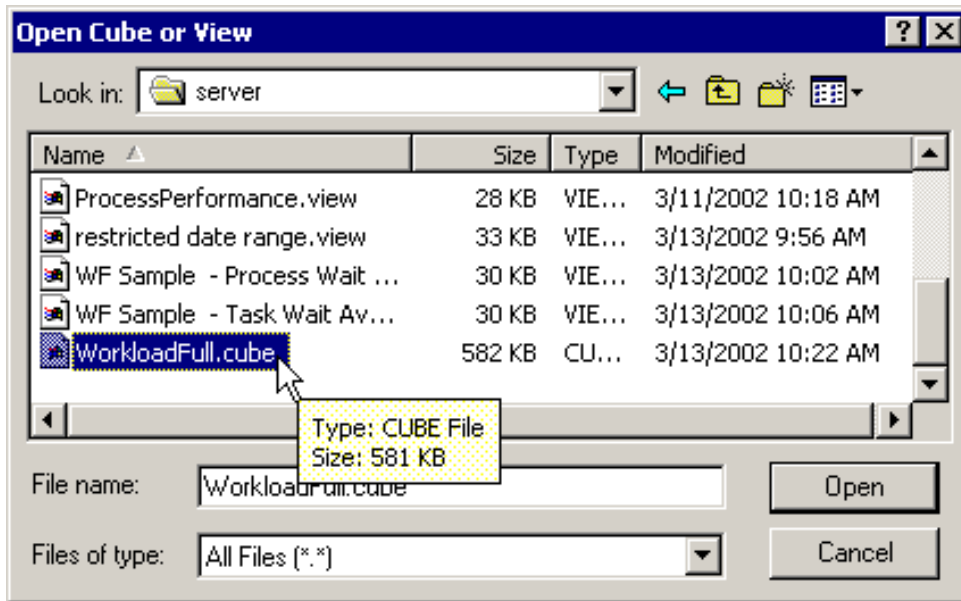 Open Cube or View
Look in: server
Name Size Type Modified
ProcessPerformance.view 28 KB VIE... 3/11/2002 10:18 AM
restricted date range.view 33 KB VIE... 3/13/2002 9:56 AM
WF Sample - Process Wait ... 30 KB VIE... 3/13/2002 10:02 AM
WF Sample - Task Wait Av... 30 KB VIE... 3/13/2002 10:06 AM
WorkloadFull.cube 582 KB CU... 3/13/2002 10:22 AM
Type: CUBE File
Size: 581 KB
File name: WorkloadFull.cube
Open
Files of type: All Files (*.*)
Cancel